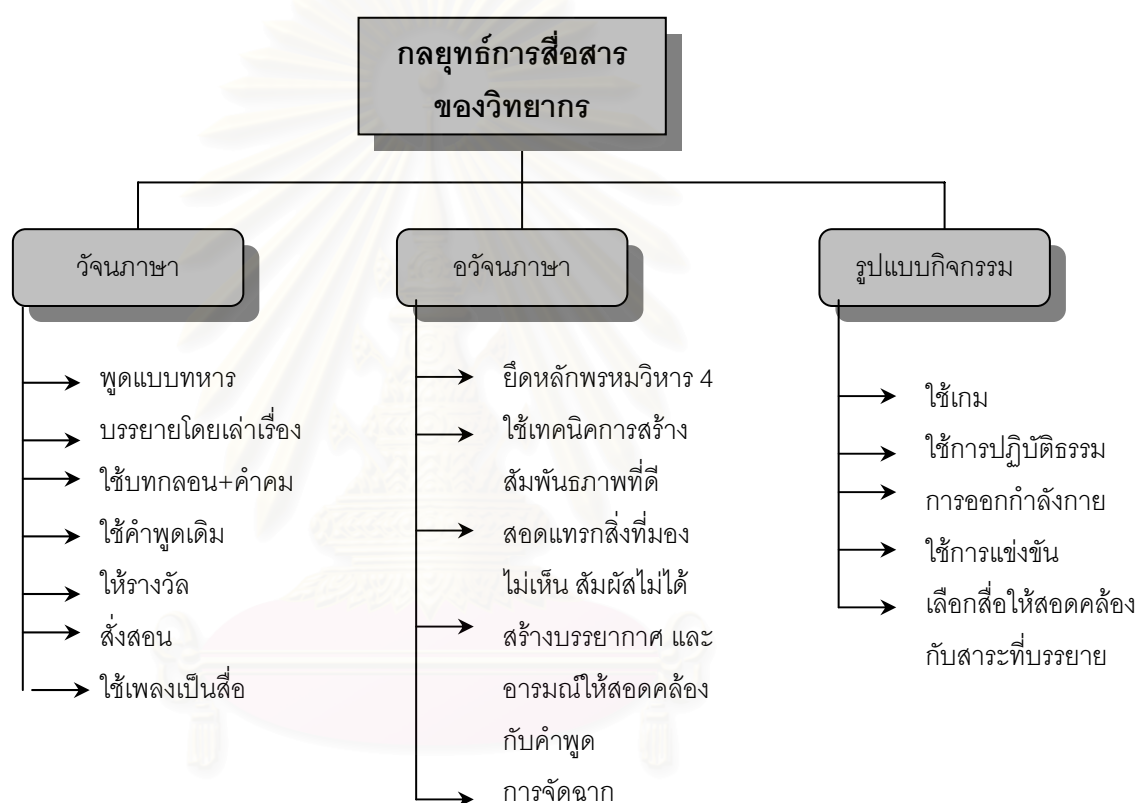 กลยุทธ์การสื่อสาร
ของวิทยากร
วัจนภาษา
พูดแบบทหาร
บรรยายโดยเล่าเรื่อง
ใช้บทกลอน+คำคม
ใช้คำพูดเดิม
ให้รางวัล
สั่งสอน
ใช้เพลงเป็นสื่อ
อวัจนภาษา
ยึดหลักพรหมวิหาร 4
ใช้เทคนิคการสร้าง
สัมพันธภาพที่ดี
สอดแทรกสิ่งที่มอง
ไม่เห็น สัมผัสไม่ได้
สร้างบรรยากาศ และ
อารมณ์ให้สอดคล้อง
กับคำพูด
การจัดฉาก
รูปแบบกิจกรรม
ใช้เกม
ใช้การปฏิบัติธรรม
การออกกำลังกาย
ใช้การแข่งขัน
เลือกสื่อให้สอดคล้อง
กับสาระที่บรรยาย